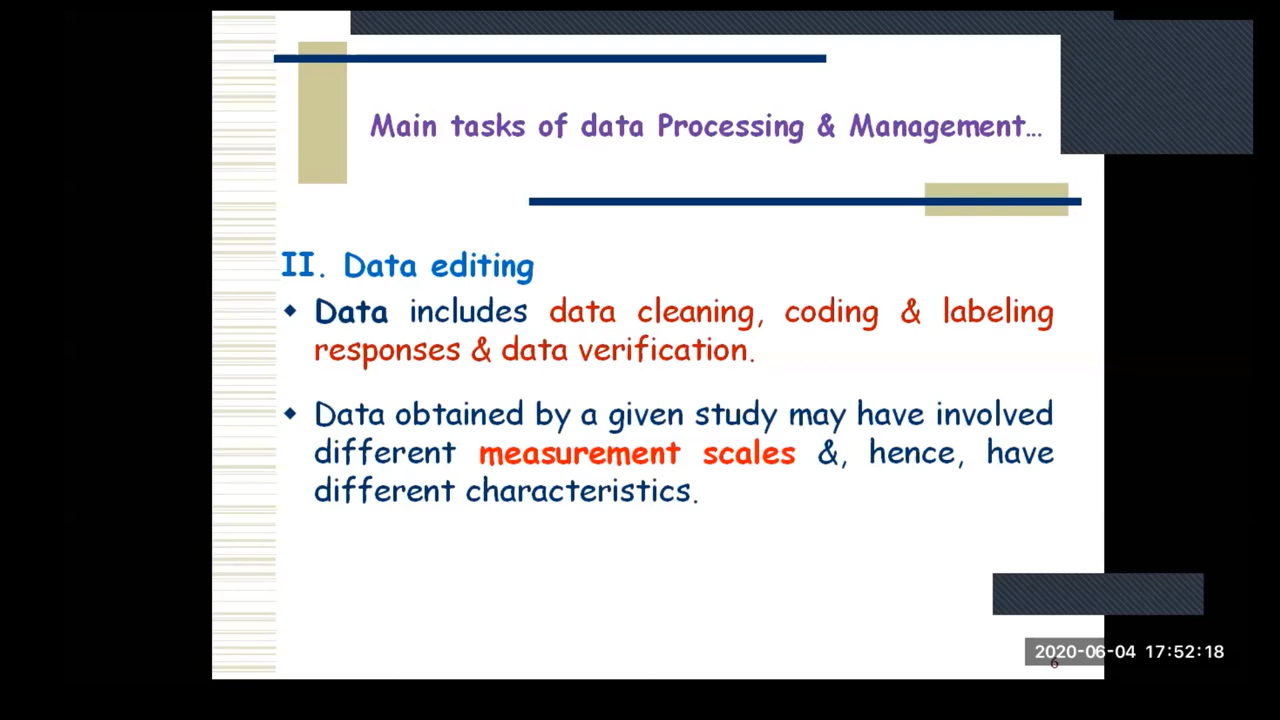 Main tasks of data Processing & Management…
II. Data editing
Data includes data cleaning, coding & labeling
responses & data verification.
Data obtained by a given study may have involved
different measurement scales &, hence, have
different characteristics.
2020-06-04 17:52:18
6